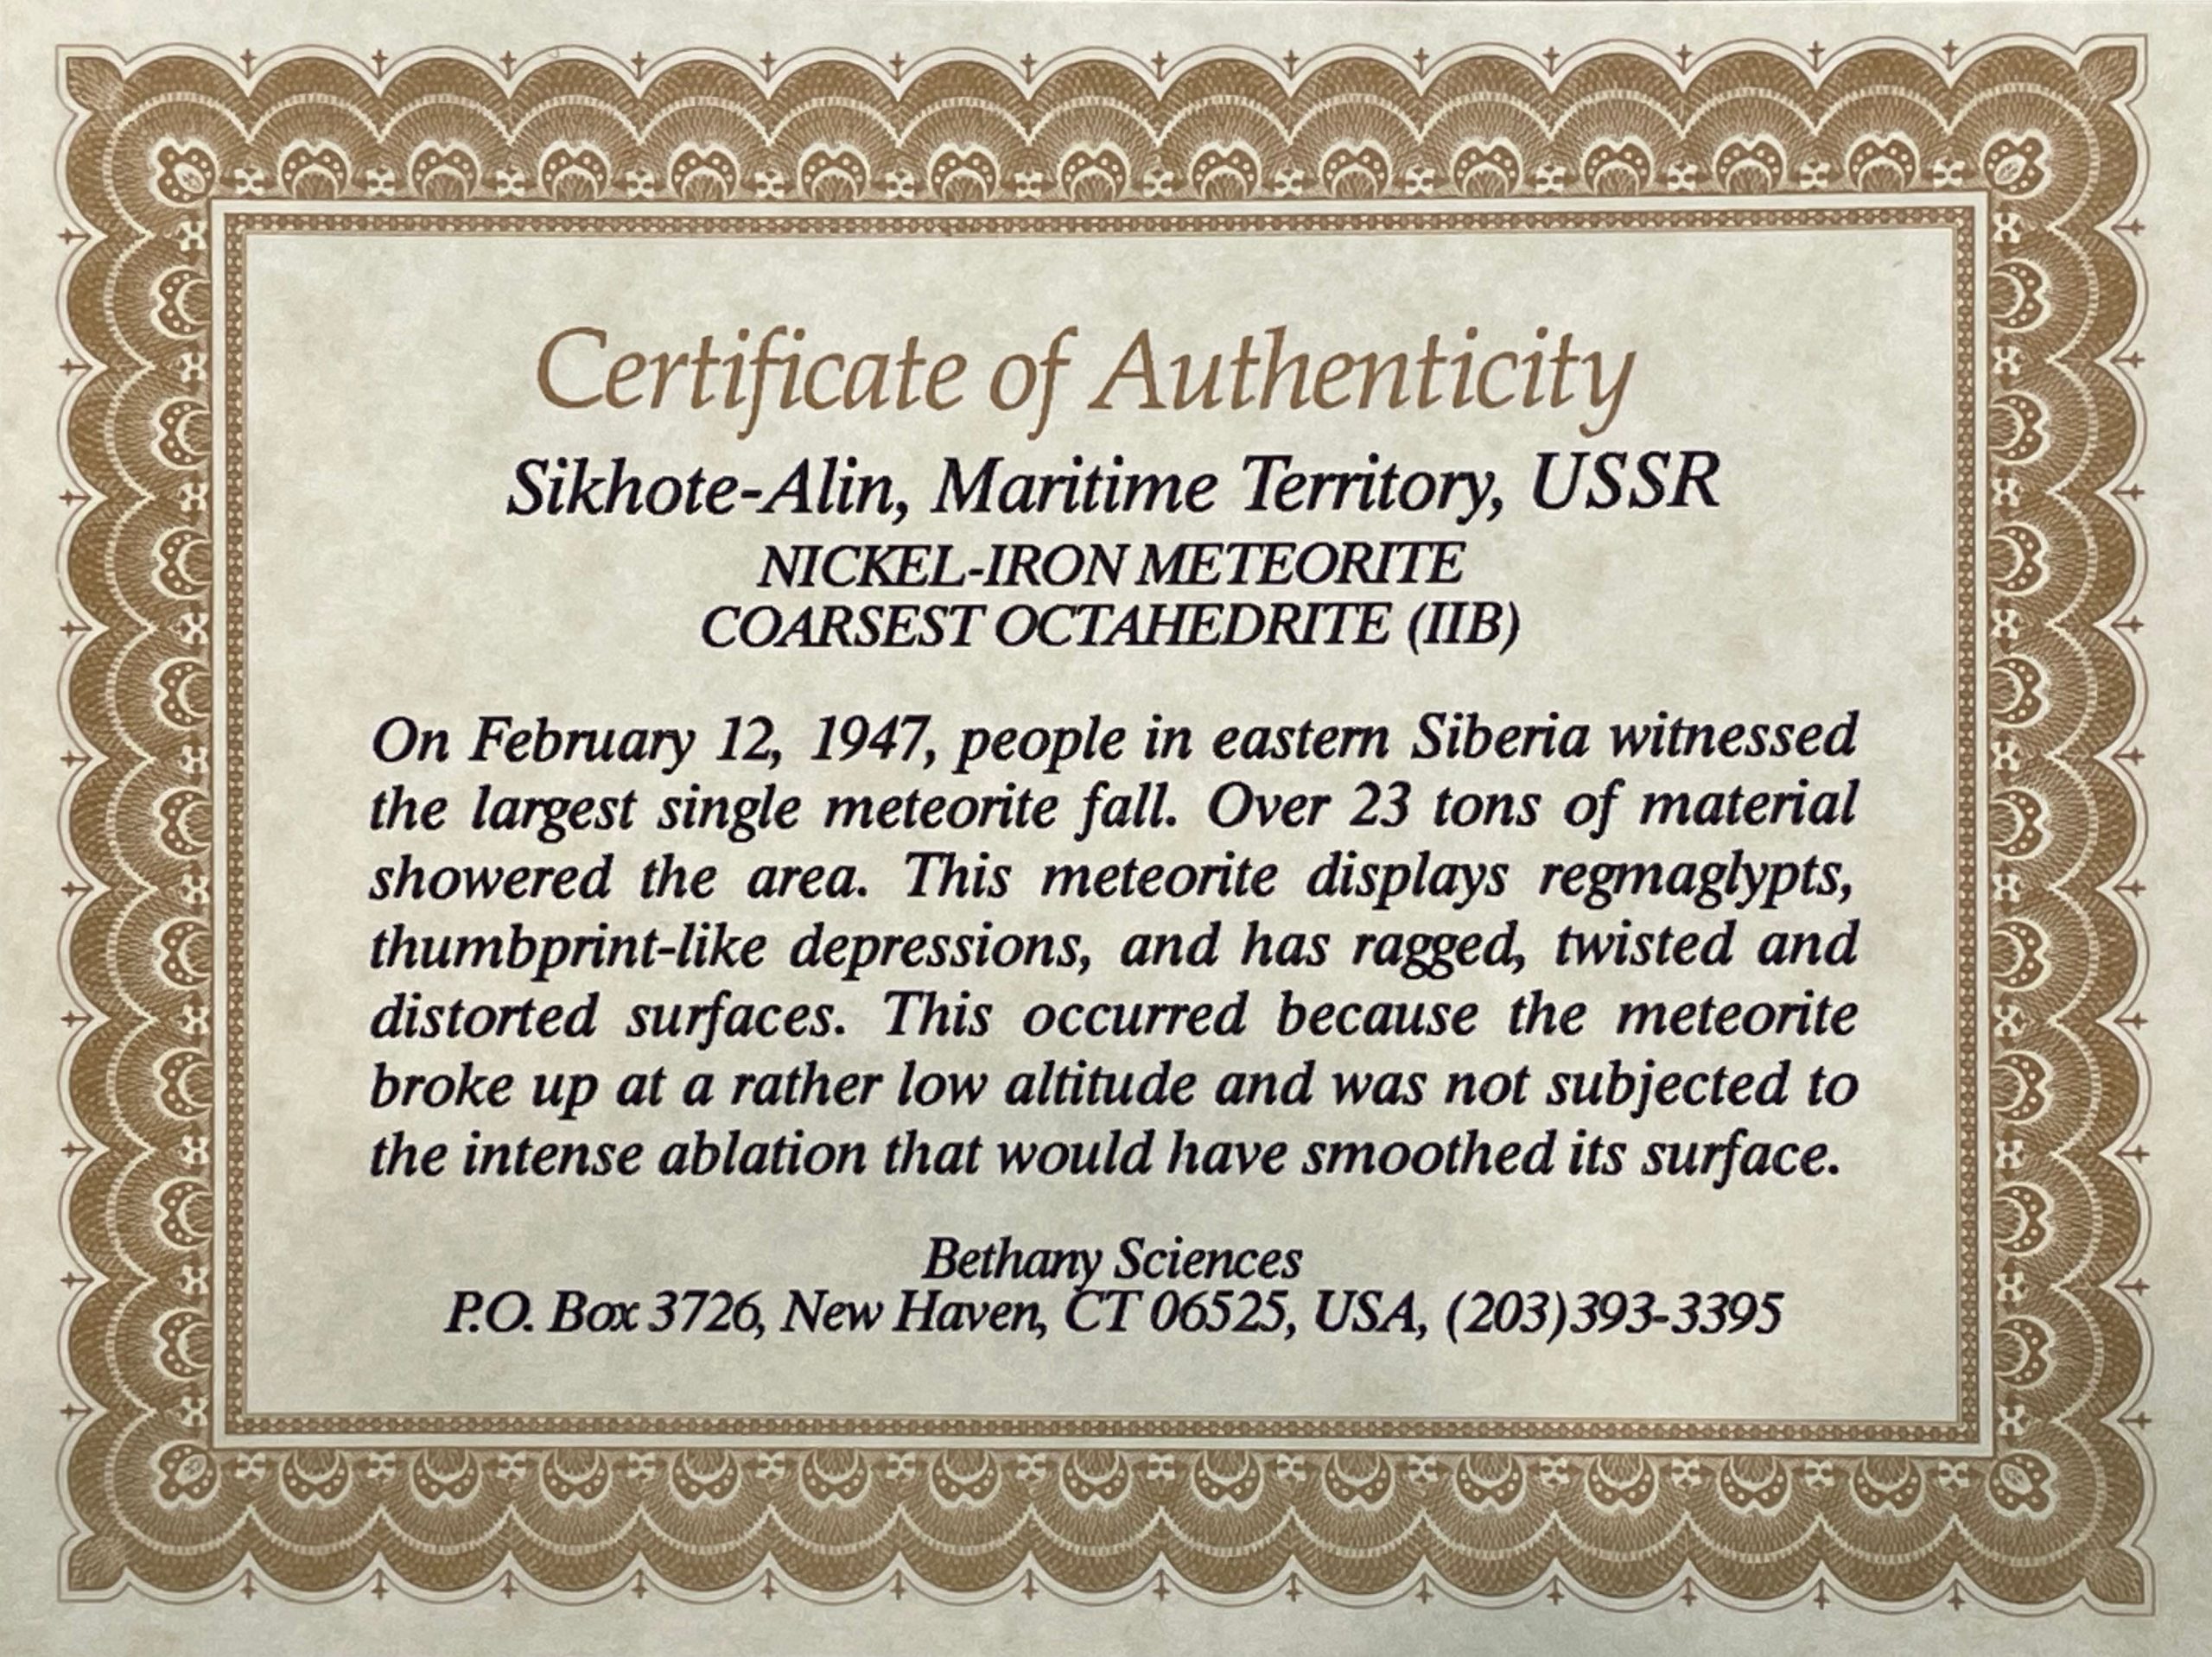 Certificate of Authenticity
Sikhote-Alin, Maritime Territory, USSR
NICKEL-IRON METEORITE
COARSEST OCTAHEDRITE (IIB)
On February 12, 1947, people in eastern Siberia witnessed
the largest single meteorite fall. Over 23 tons of material
showered the area. This meteorite displays regmaglypts,
thumbprint-like depressions, and has ragged, twisted and
distorted surfaces. This occurred because the meteorite
broke up at a rather low altitude and was not subjected to
the intense ablation that would have smoothed its surface.
Bethany Sciences
P.O. Box 3726, New Haven, CT 06525, USA, (203)393-3395